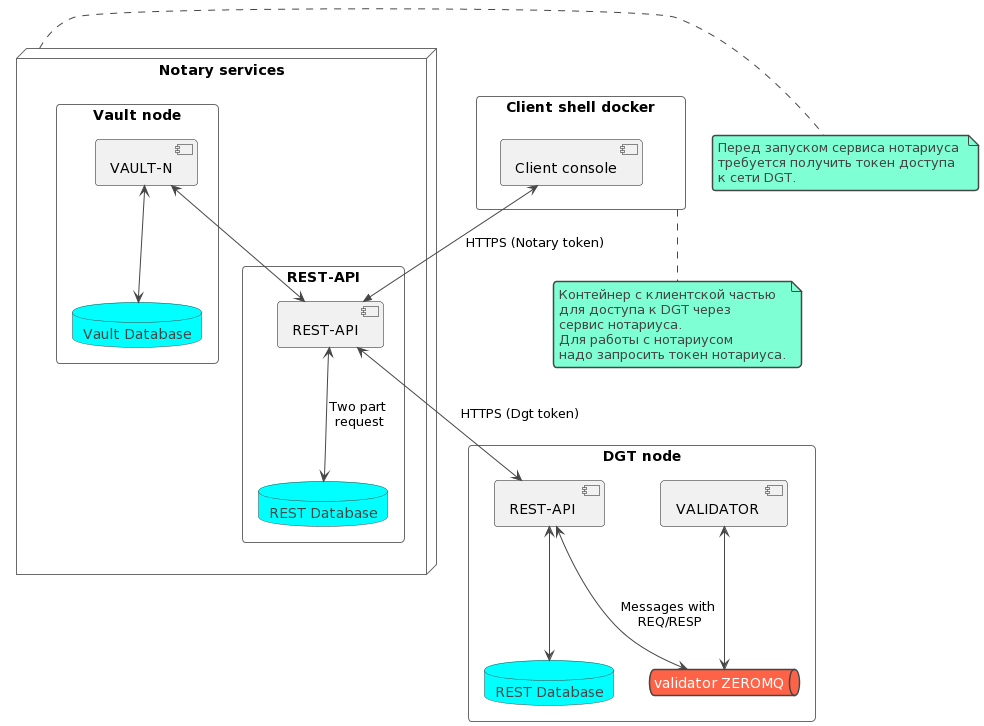 Notary services
Vault node
VAULT-N
Vault Database
REST-API
REST-API
Two part
request
REST Database
Client shell docker
Client console
HTTPS (Notary token)
Перед запуском сервиса нотариуса
требуется получить токен доступа
к сети DGT.
Контейнер с клиентской частью
для доступа к DGT через
сервис нотариуса.
Для работы с нотариусом
надо запросить токен нотариуса.
HTTPS (Dgt token)
DGT node
REST-API
VALIDATOR
Messages with
REQ/RESP
REST Database
validator ZEROMQ